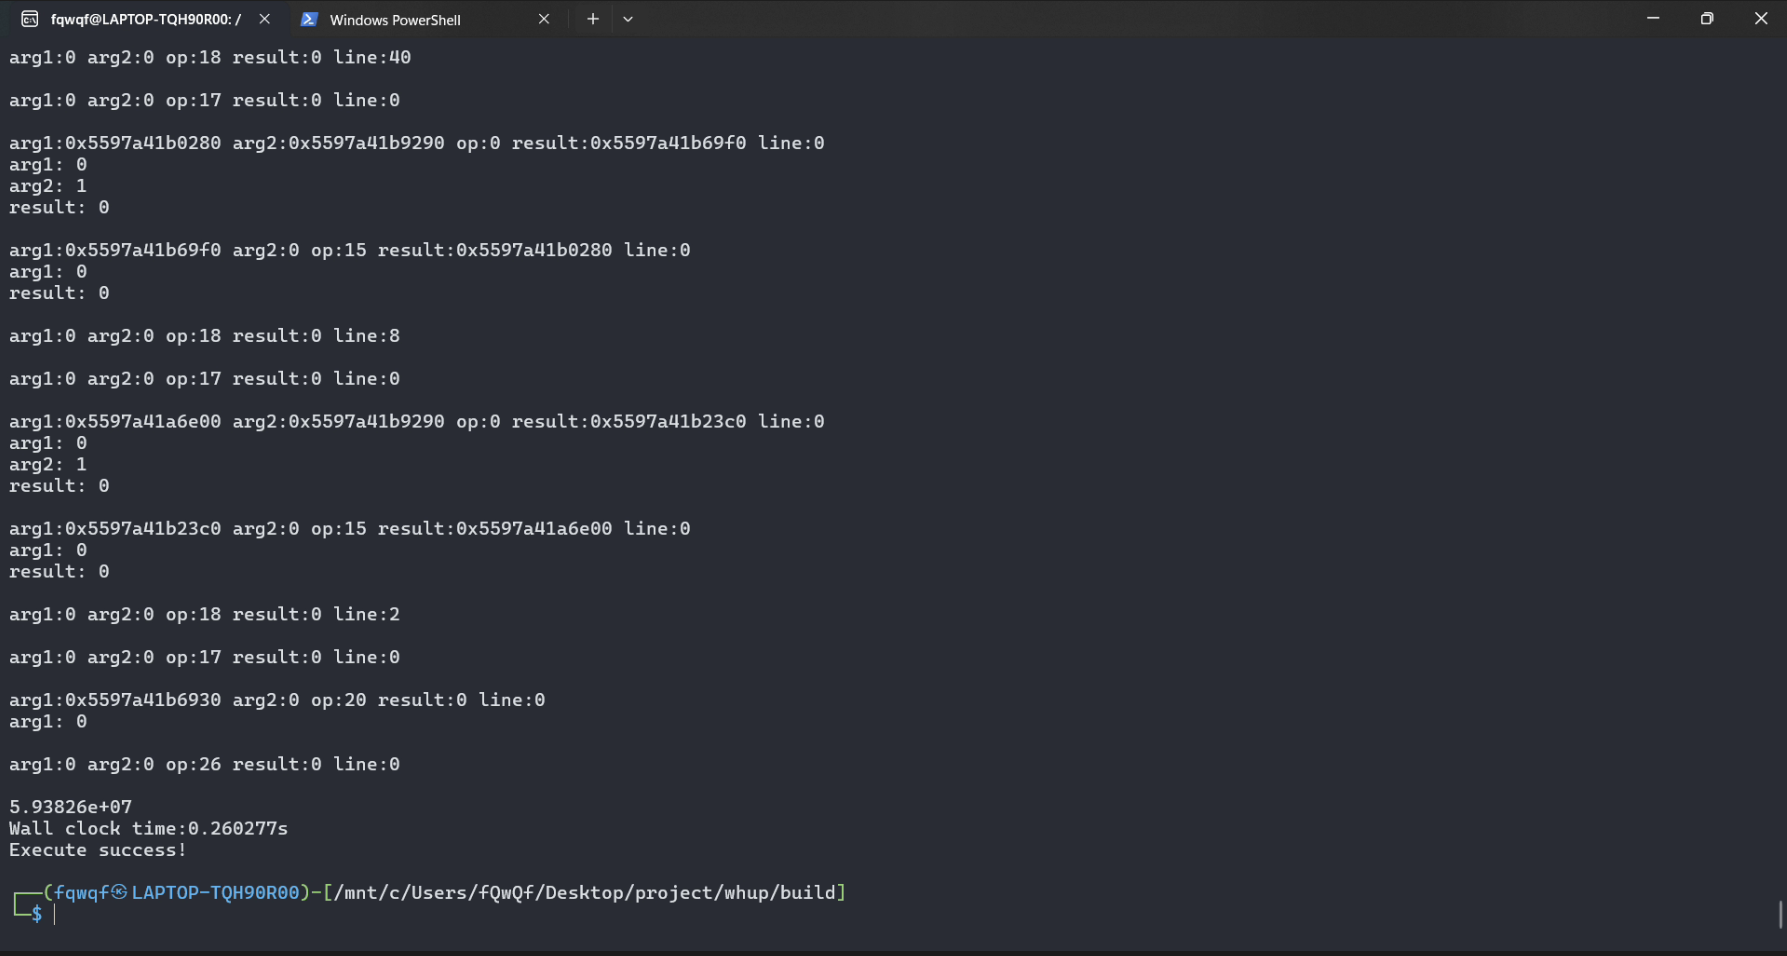 fqwqf@LAPTOP-TQH90R00: /
Windows PowerShell
arg1:0 arg2:0 op:18 result:0 line:40
arg1:0 arg2:0 op:17 result:0 line:0
arg1:0x5597a41b0280 arg2:0x5597a41b9290 op:0 result:0x5597a41b69f0 line:0
arg1: 0
arg2: 1
result: 0
arg1:0x5597a41b69f0 arg2:0 op:15 result:0x5597a41b0280 line:0
arg1: 0
result: 0
arg1:0 arg2:0 op:18 result:0 line:8
arg1:0 arg2:0 op:17 result:0 line:0
arg1:0x5597a41a6e00 arg2:0x5597a41b9290 op:0 result:0x5597a41b23c0 line:0
arg1: 0
arg2: 1
result: 0
arg1:0x5597a41b23c0 arg2:0 op:15 result:0x5597a41a6e00 line:0
arg1: 0
result: 0
arg1:0 arg2:0 op:18 result:0 line:2
arg1:0 arg2:0 op:17 result:0 line:0
arg1:0x5597a41b6930 arg2:0 op:20 result:0 line:0
arg1: 0
arg1:0 arg2:0 op:26 result:0 line:0
5.93826e+07
Wall clock time:0.260277s
Execute success!
┌──(fqwqf㉿LAPTOP-TQH90R00)-[/mnt/c/Users/fQwQf/Desktop/project/whup/build]
└─$